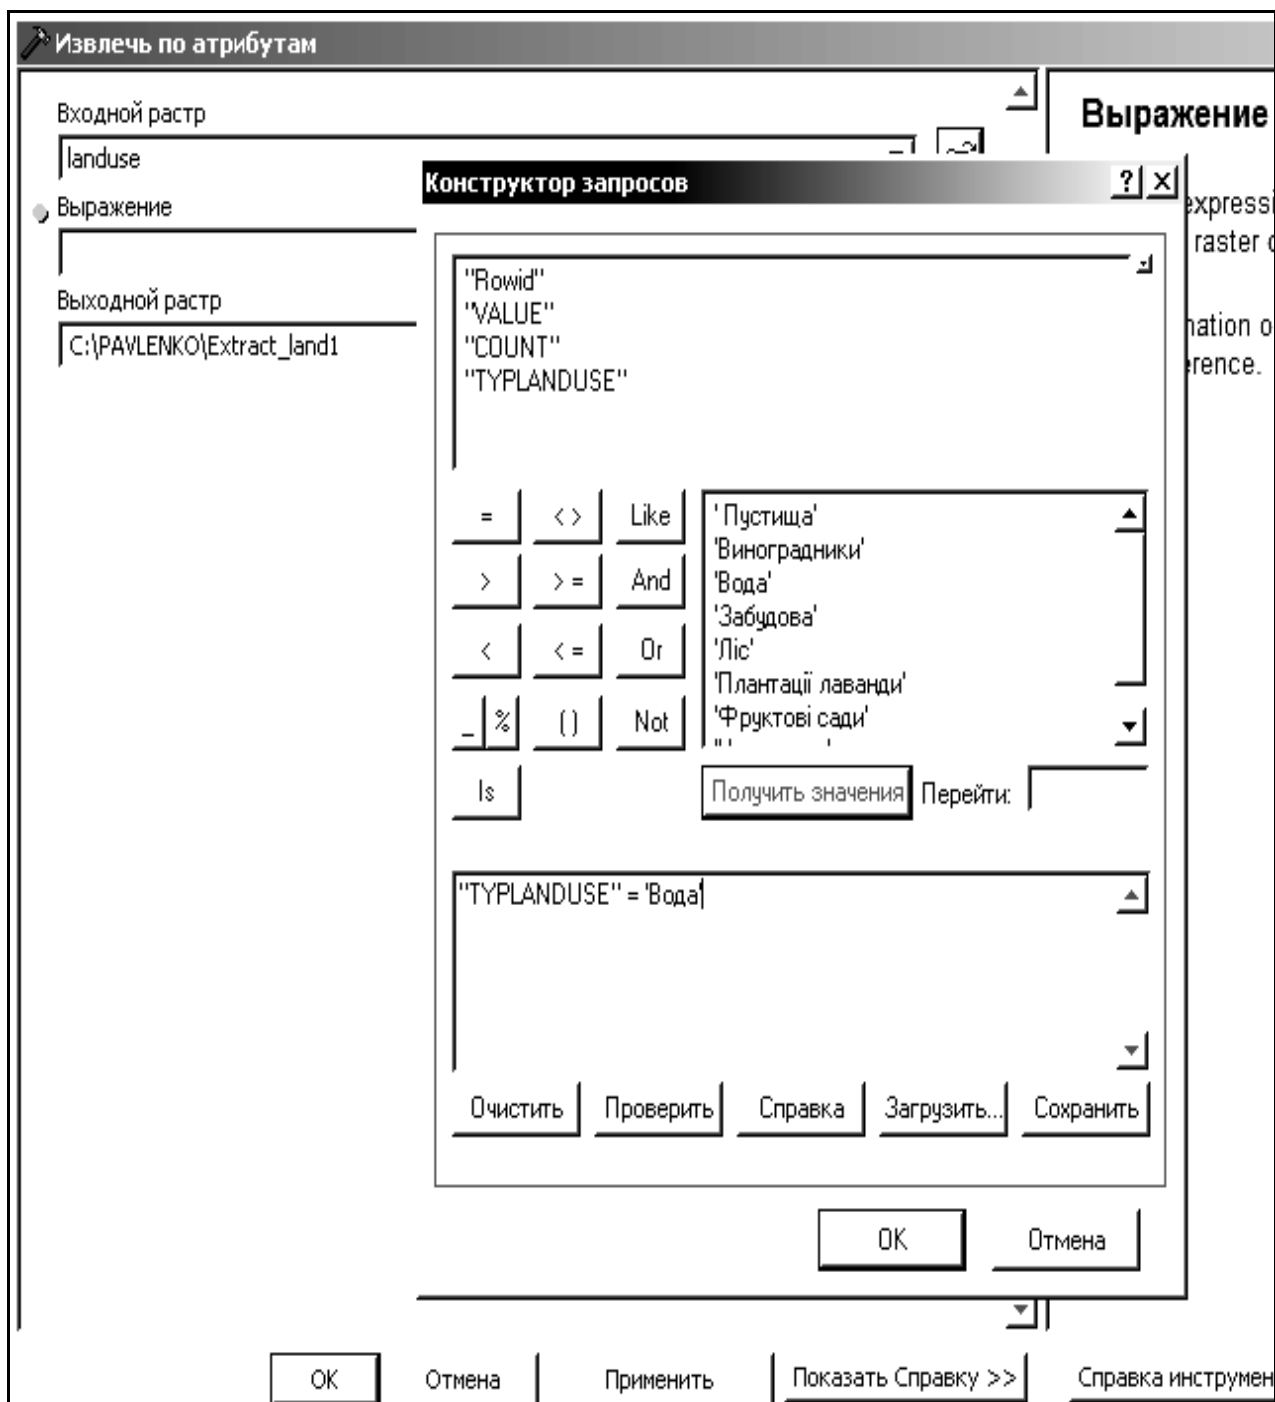 Извлечь по атрибутам
Входной растр
landuse
Выражение
Выходной растр
C:\PAVLENKO\Extract_land1
Выражение
expressi
raster
nation o
erence.
Конструктор запросов
"Rowid"
"VALUE"
"COUNT"
"TYPLANDUSE"
= < > Like
> > = And
< < = Or
_ % ( ) Not
Is
' Пустища'
'Виноградники'
'Вода'
'Забудова'
'Ліс'
'Плантації лаванди'
'Фруктові сади'
Получить значения Перейти:
"TYPLANDUSE" = 'Вода'
Очистить Проверить Справка Загрузить... Сохранить
OK Отмена
OK Отмена Применить Показать Справку >> Справка инструмен